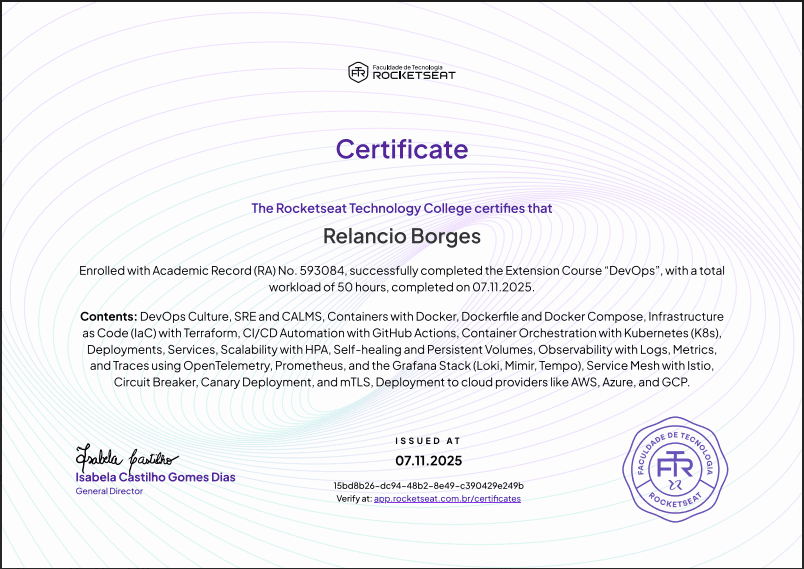 Faculdade de Tecnologia
ROCKETSEAT
Certificate
The Rocketseat Technology College certifies that
Relancio Borges
Enrolled with Academic Record (RA) No. 593084, successfully completed the Extension Course "DevOps", with a total
workload of 50 hours, completed on 07.11.2025.
Contents: DevOps Culture, SRE and CALMS, Containers with Docker, Dockerfile and Docker Compose, Infrastructure
as Code (IaC) with Terraform, CI/CD Automation with GitHub Actions, Container Orchestration with Kubernetes (K8s),
Deployments, Services, Scalability with HPA, Self-healing and Persistent Volumes, Observability with Logs, Metrics,
and Traces using OpenTelemetry, Prometheus, and the Grafana Stack (Loki, Mimir, Tempo), Service Mesh with Istio,
Circuit Breaker, Canary Deployment, and mTLS, Deployment to cloud providers like AWS, Azure, and GCP.
Isabela Castilho
Isabela Castilho Gomes Dias
General Director
ISSUED AT
07.11.2025
15bd8b26-dc94-48b2-8e49-c390429e249b
Verify at: app.rocketseat.com.br/certificates
FACULDADE DE TECNOLOGIA
FTR
ROCKETSEAT